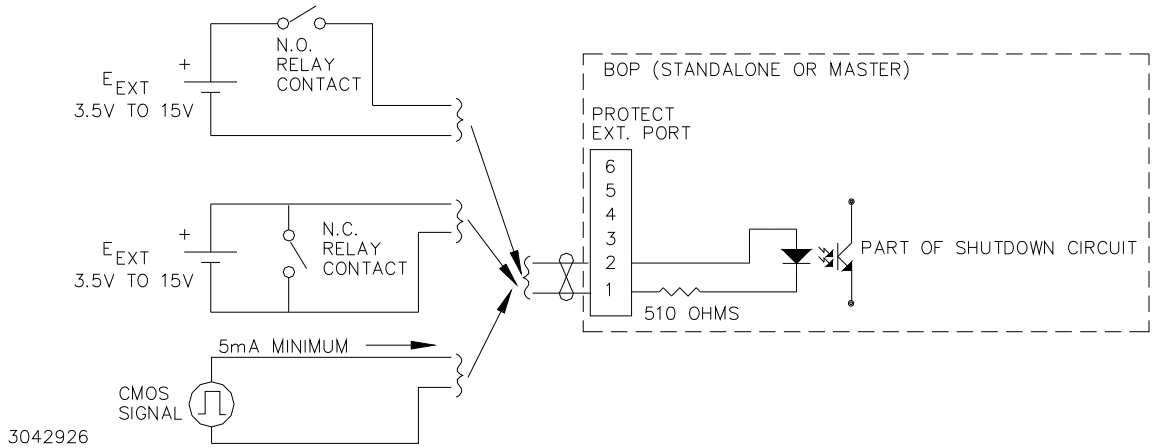 N.O.
RELAY
CONTACT
+
E EXT
3.5V TO 15V
N.C.
RELAY
CONTACT
+
E EXT
3.5V TO 15V
5mA MINIMUM
CMOS
SIGNAL
BOP (STANDALONE OR MASTER)
PROTECT
EXT. PORT
6
5
4
3
2
1
510 OHMS
PART OF SHUTDOWN CIRCUIT
3042926